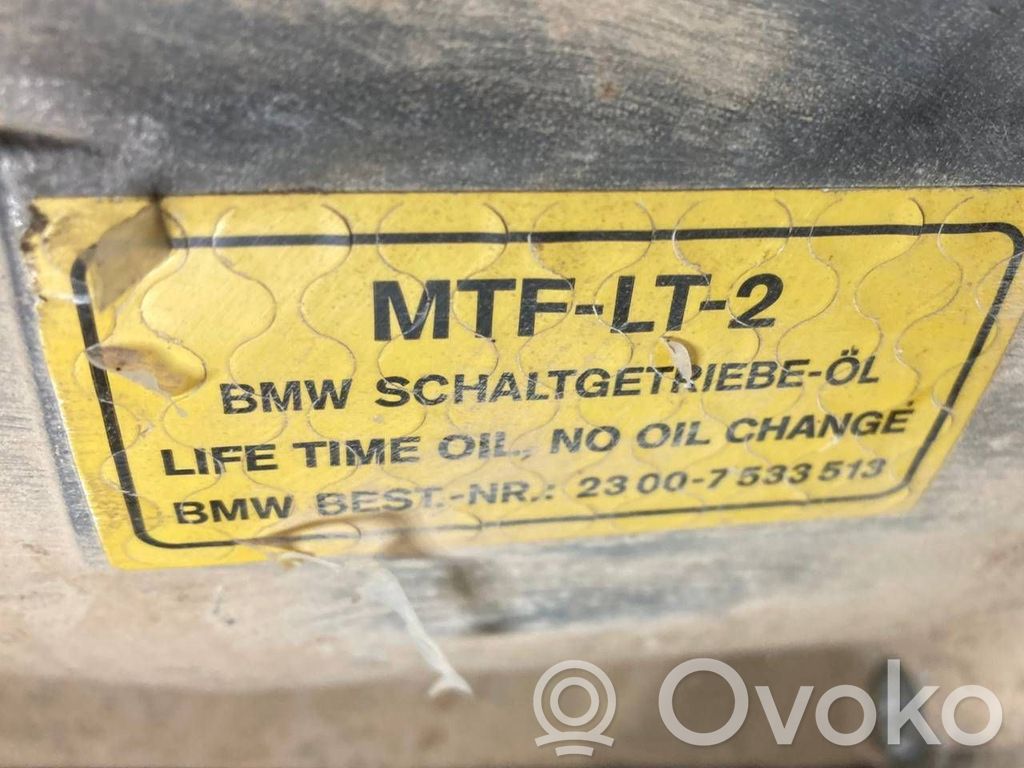 MTF-LT-2
BMW SCHALTGETRIEBE-ÖL
LIFE TIME OIL, NO OIL CHANGE
BMW BEST.-NR.: 23 00-7 533 513
Ovoko